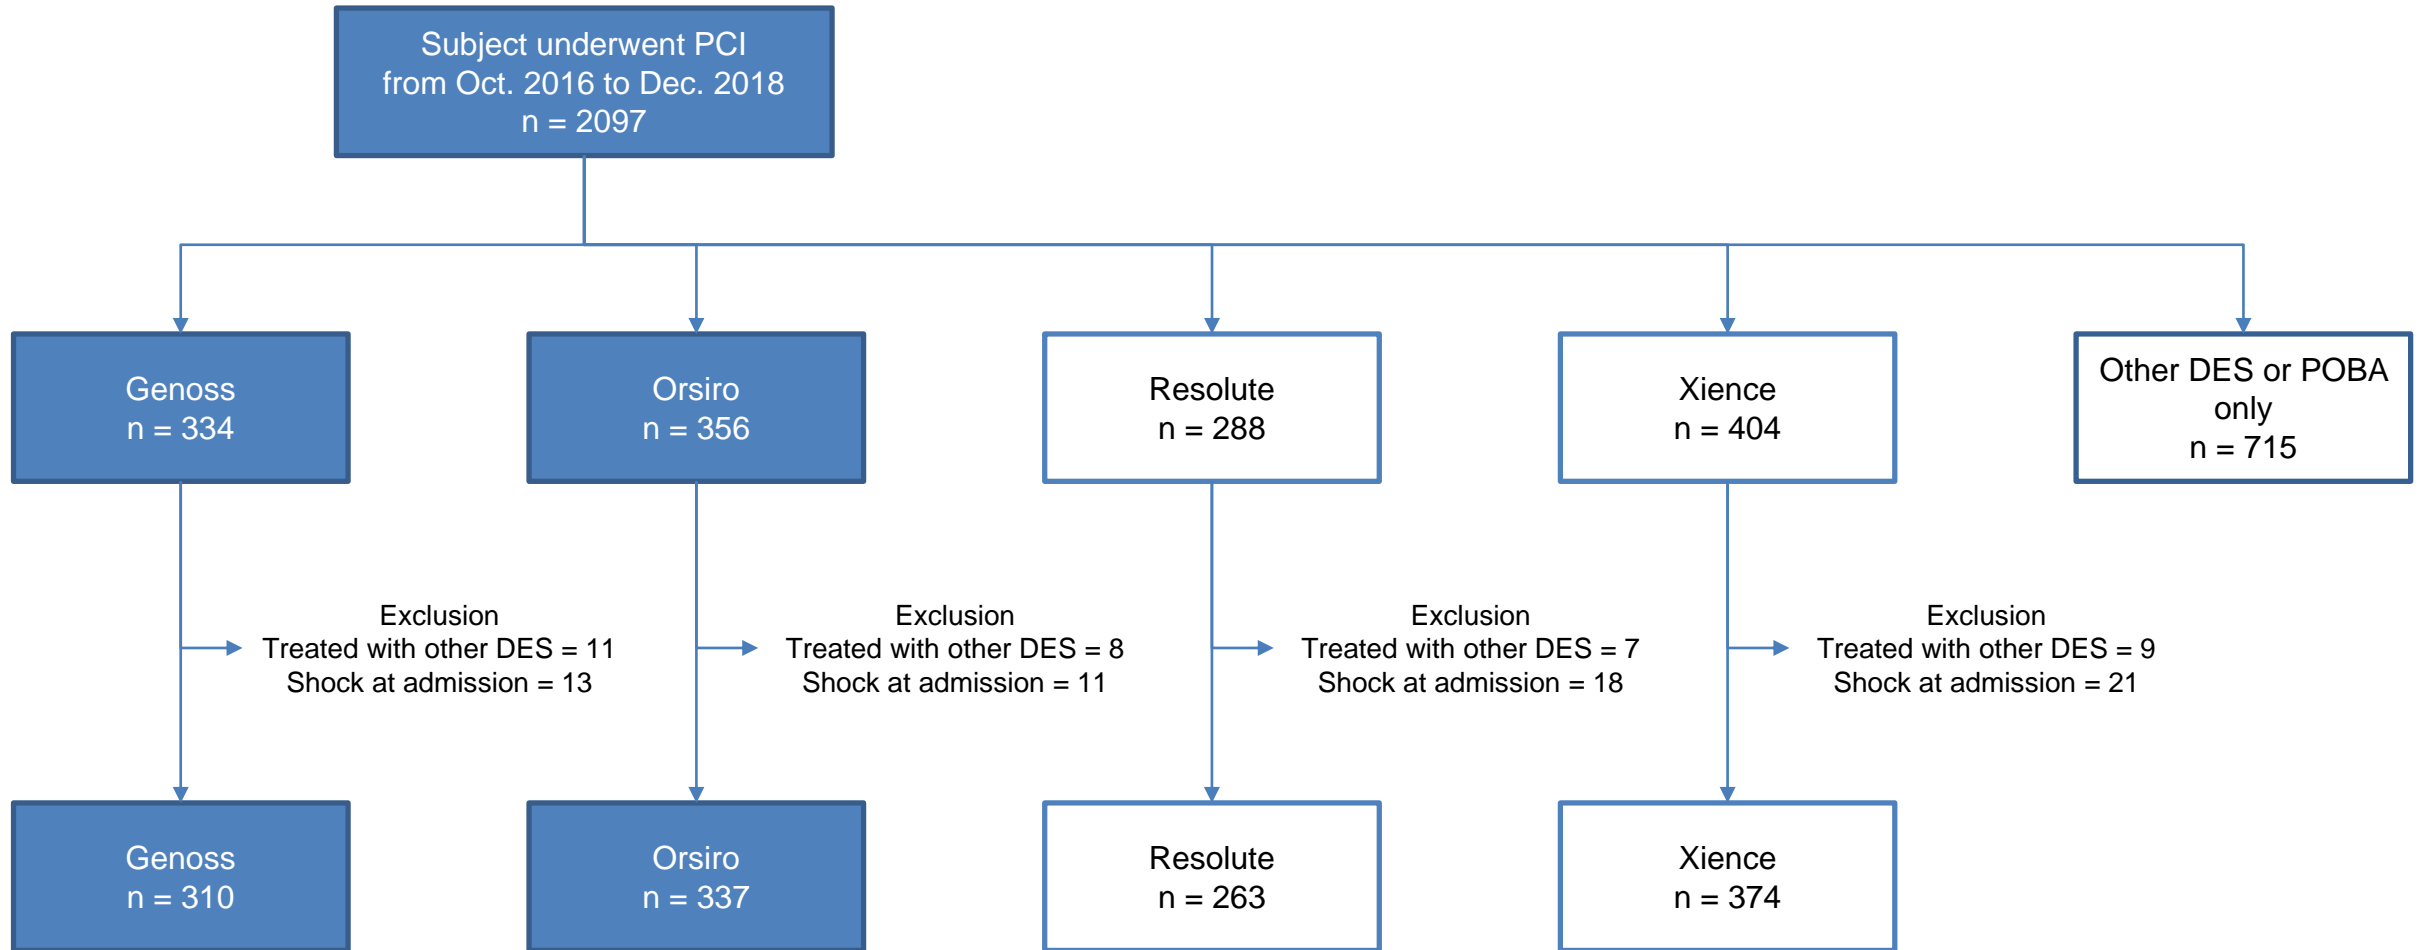 Subject underwent PCI
from Oct. 2016 to Dec. 2018
n = 2097
Genoss
n = 334
Orsiro
n = 356
Resolute
n = 288
Xience
n = 404
Other DES or POBA
only
n = 715
Exclusion
Treated with other DES = 11
Shock at admission = 13
Exclusion
Treated with other DES = 8
Shock at admission = 11
Exclusion
Treated with other DES = 7
Shock at admission = 18
Exclusion
Treated with other DES = 9
Shock at admission = 21
Genoss
n = 310
Orsiro
n = 337
Resolute
n = 263
Xience
n = 374